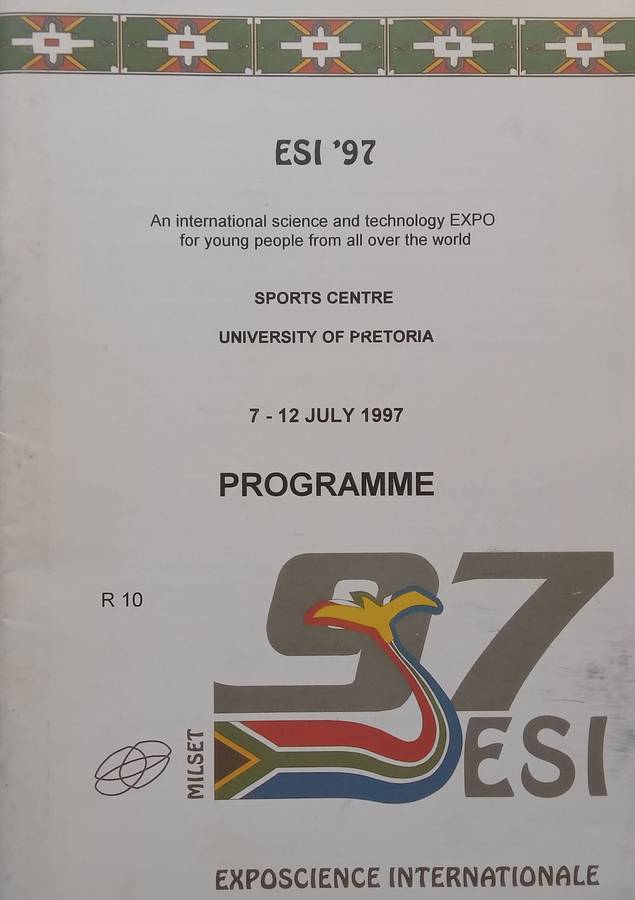 ESI '97
An international science and technology EXPO
for young people from all over the world
SPORTS CENTRE
UNIVERSITY OF PRETORIA
7 - 12 JULY 1997
PROGRAMME
R 10
97
MILSET
ESI
EXPOSCIENCE INTERNATIONALE